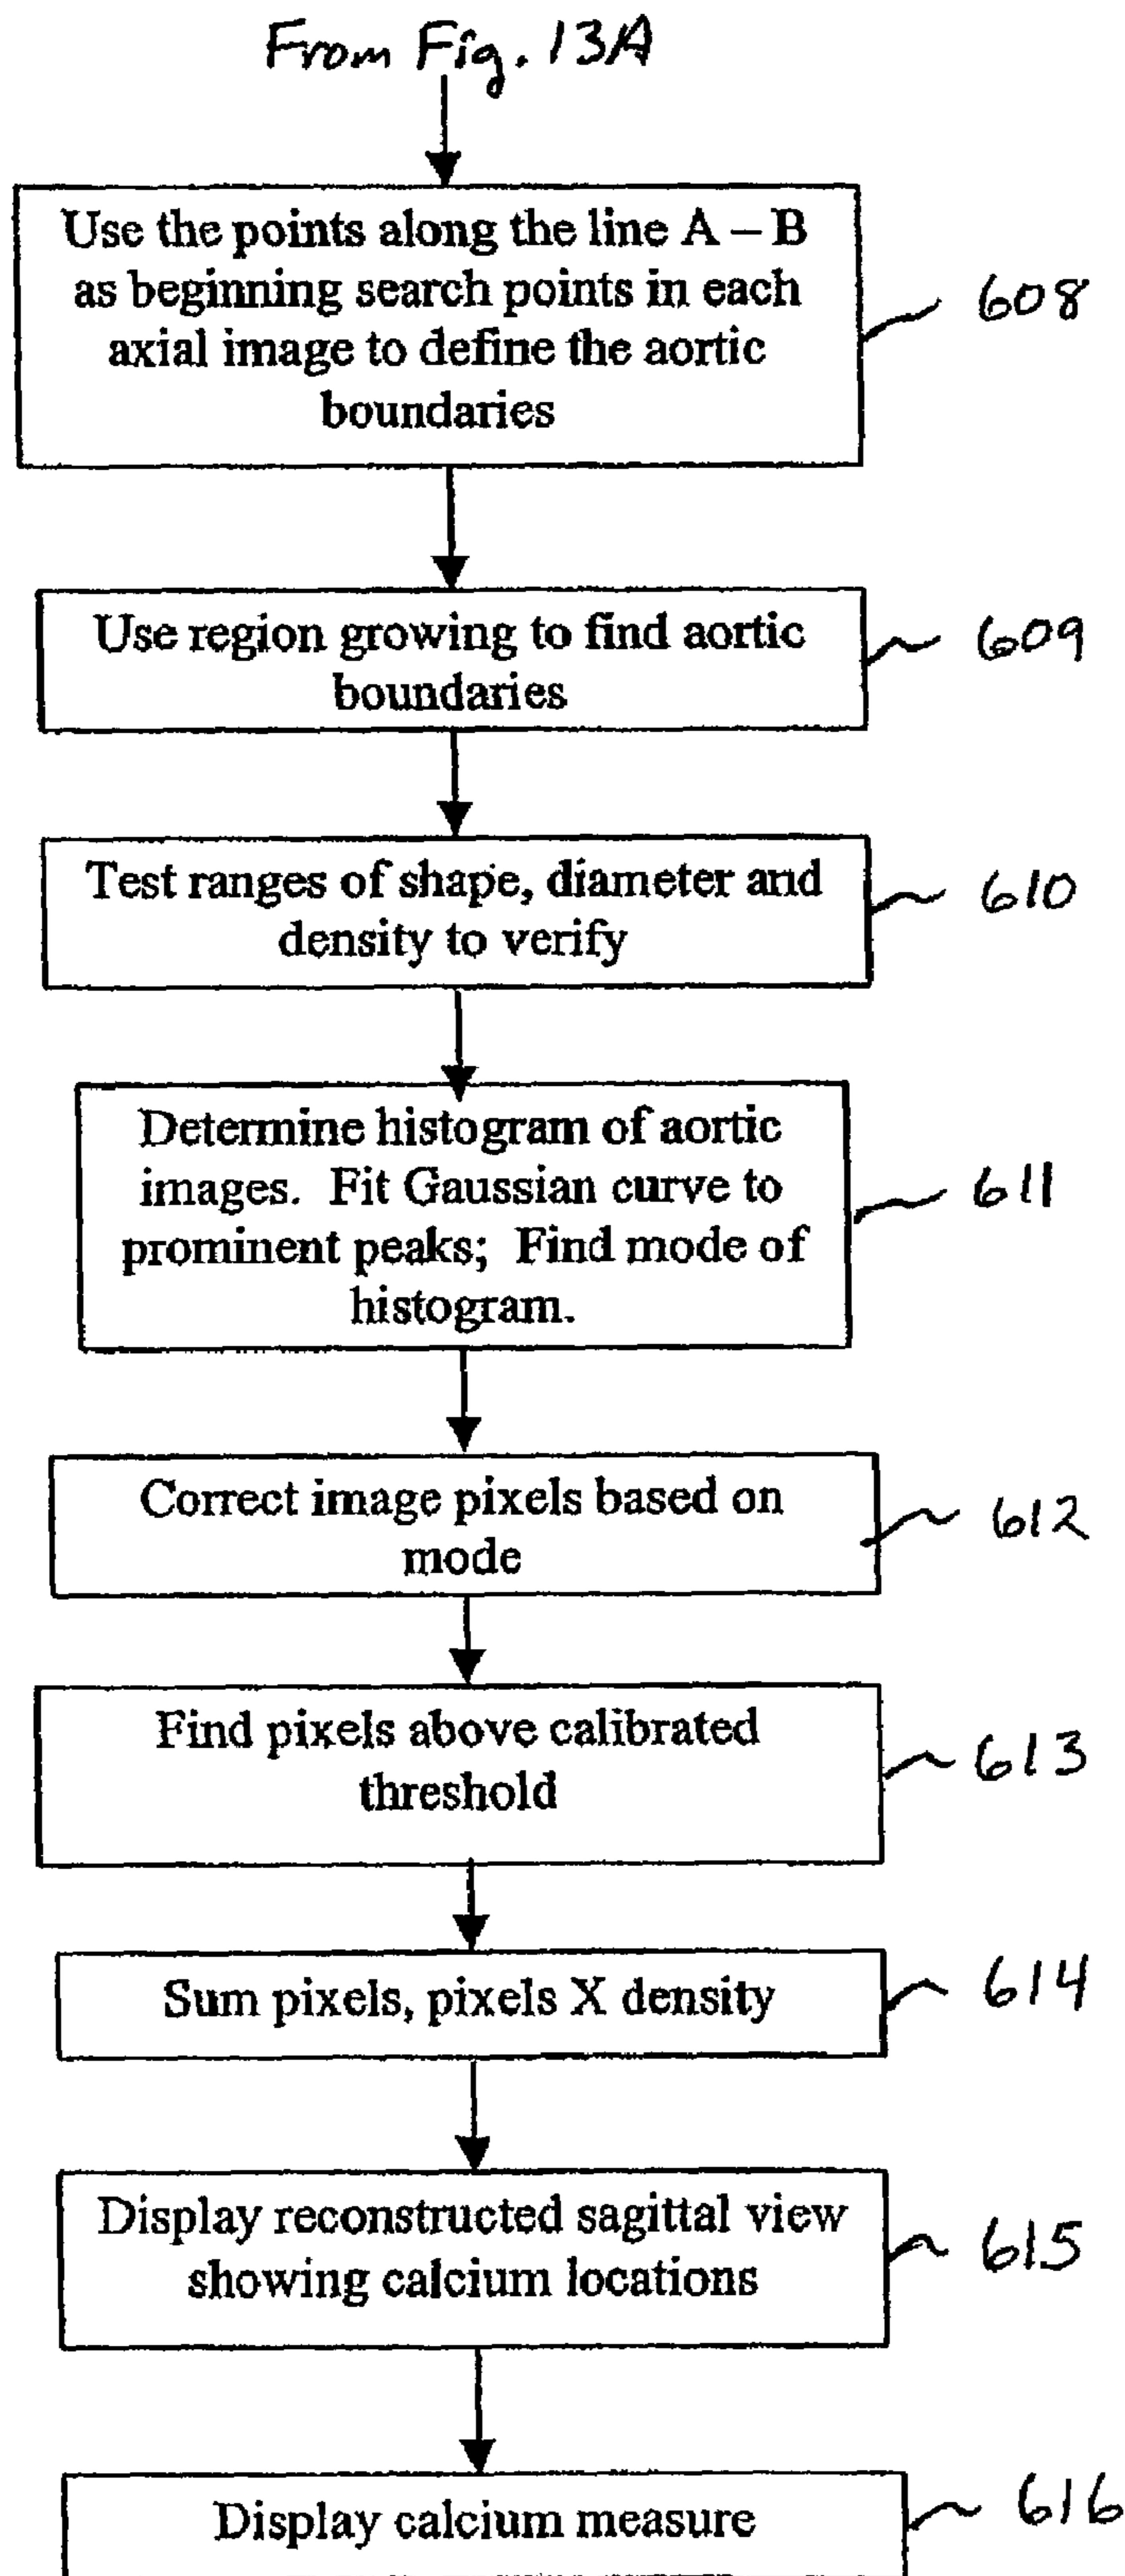 From Fig. 13A
Use the points along the line A – B
as beginning search points in each
axial image to define the aortic
boundaries
608
Use region growing to find aortic
boundaries
609
Test ranges of shape, diameter and
density to verify
610
Determine histogram of aortic
images. Fit Gaussian curve to
prominent peaks; Find mode of
histogram.
611
Correct image pixels based on
mode
612
Find pixels above calibrated
threshold
613
Sum pixels, pixels X density
614
Display reconstructed sagittal view
showing calcium locations
615
Display calcium measure
616